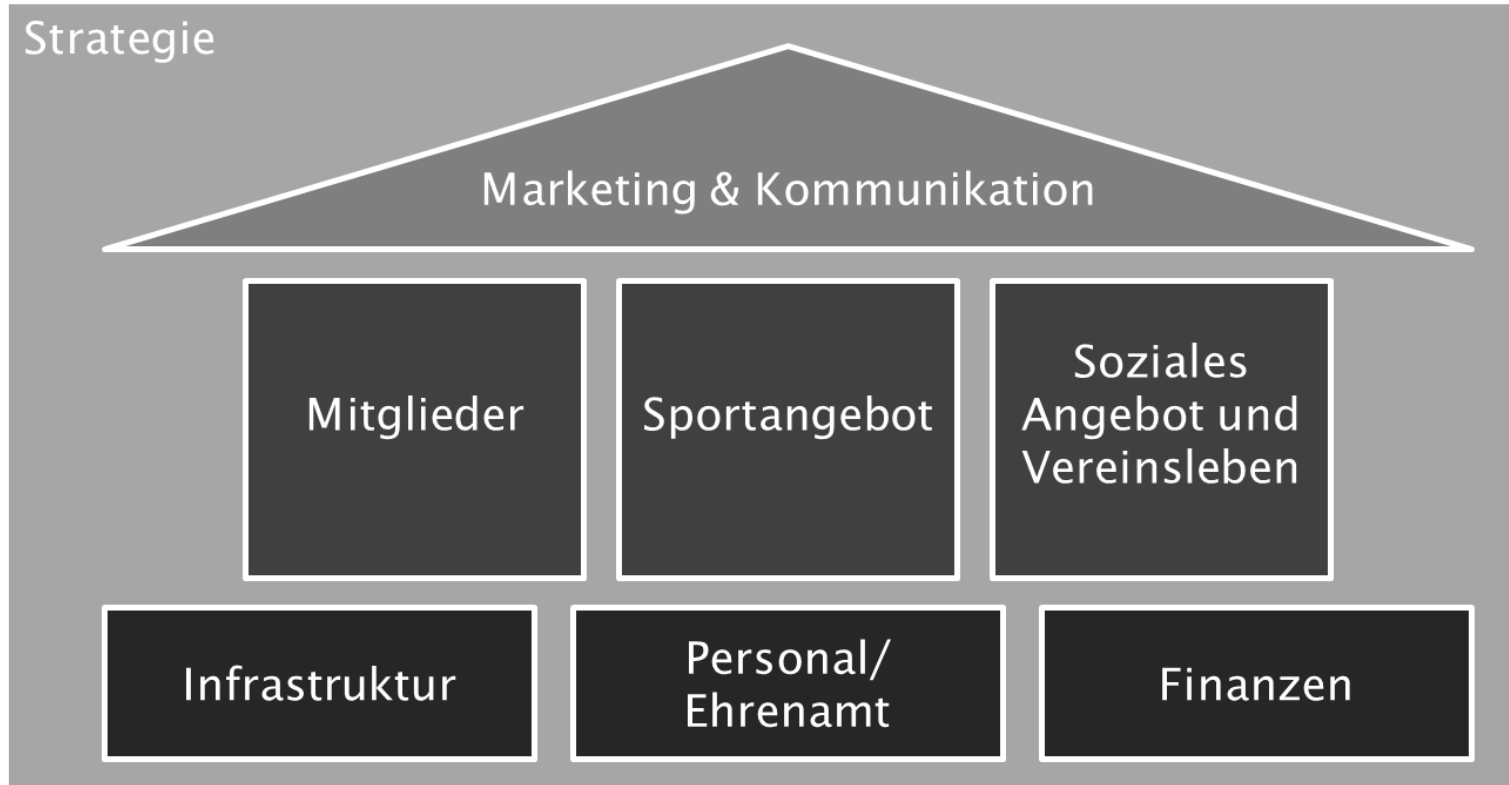 Strategie
Marketing & Kommunikation
Mitglieder
Sportangebot
Soziales
Angebot und
Vereinsleben
Infrastruktur
Personal/
Ehrenamt
Finanzen